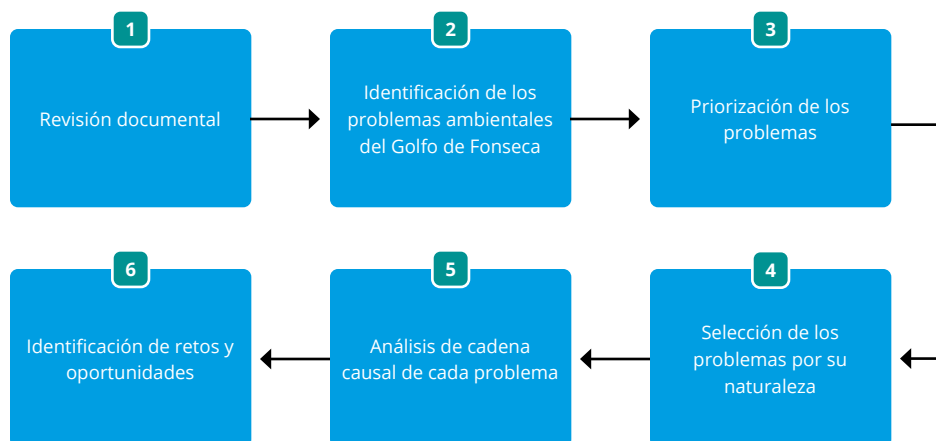 1
Revisión documental
2
Identificación de los
problemas ambientales
del Golfo de Fonseca
3
Priorización de los
problemas
4
Selección de los
problemas por su
naturaleza
5
Análisis de cadena
causal de cada problema
6
Identificación de retos y
oportunidades